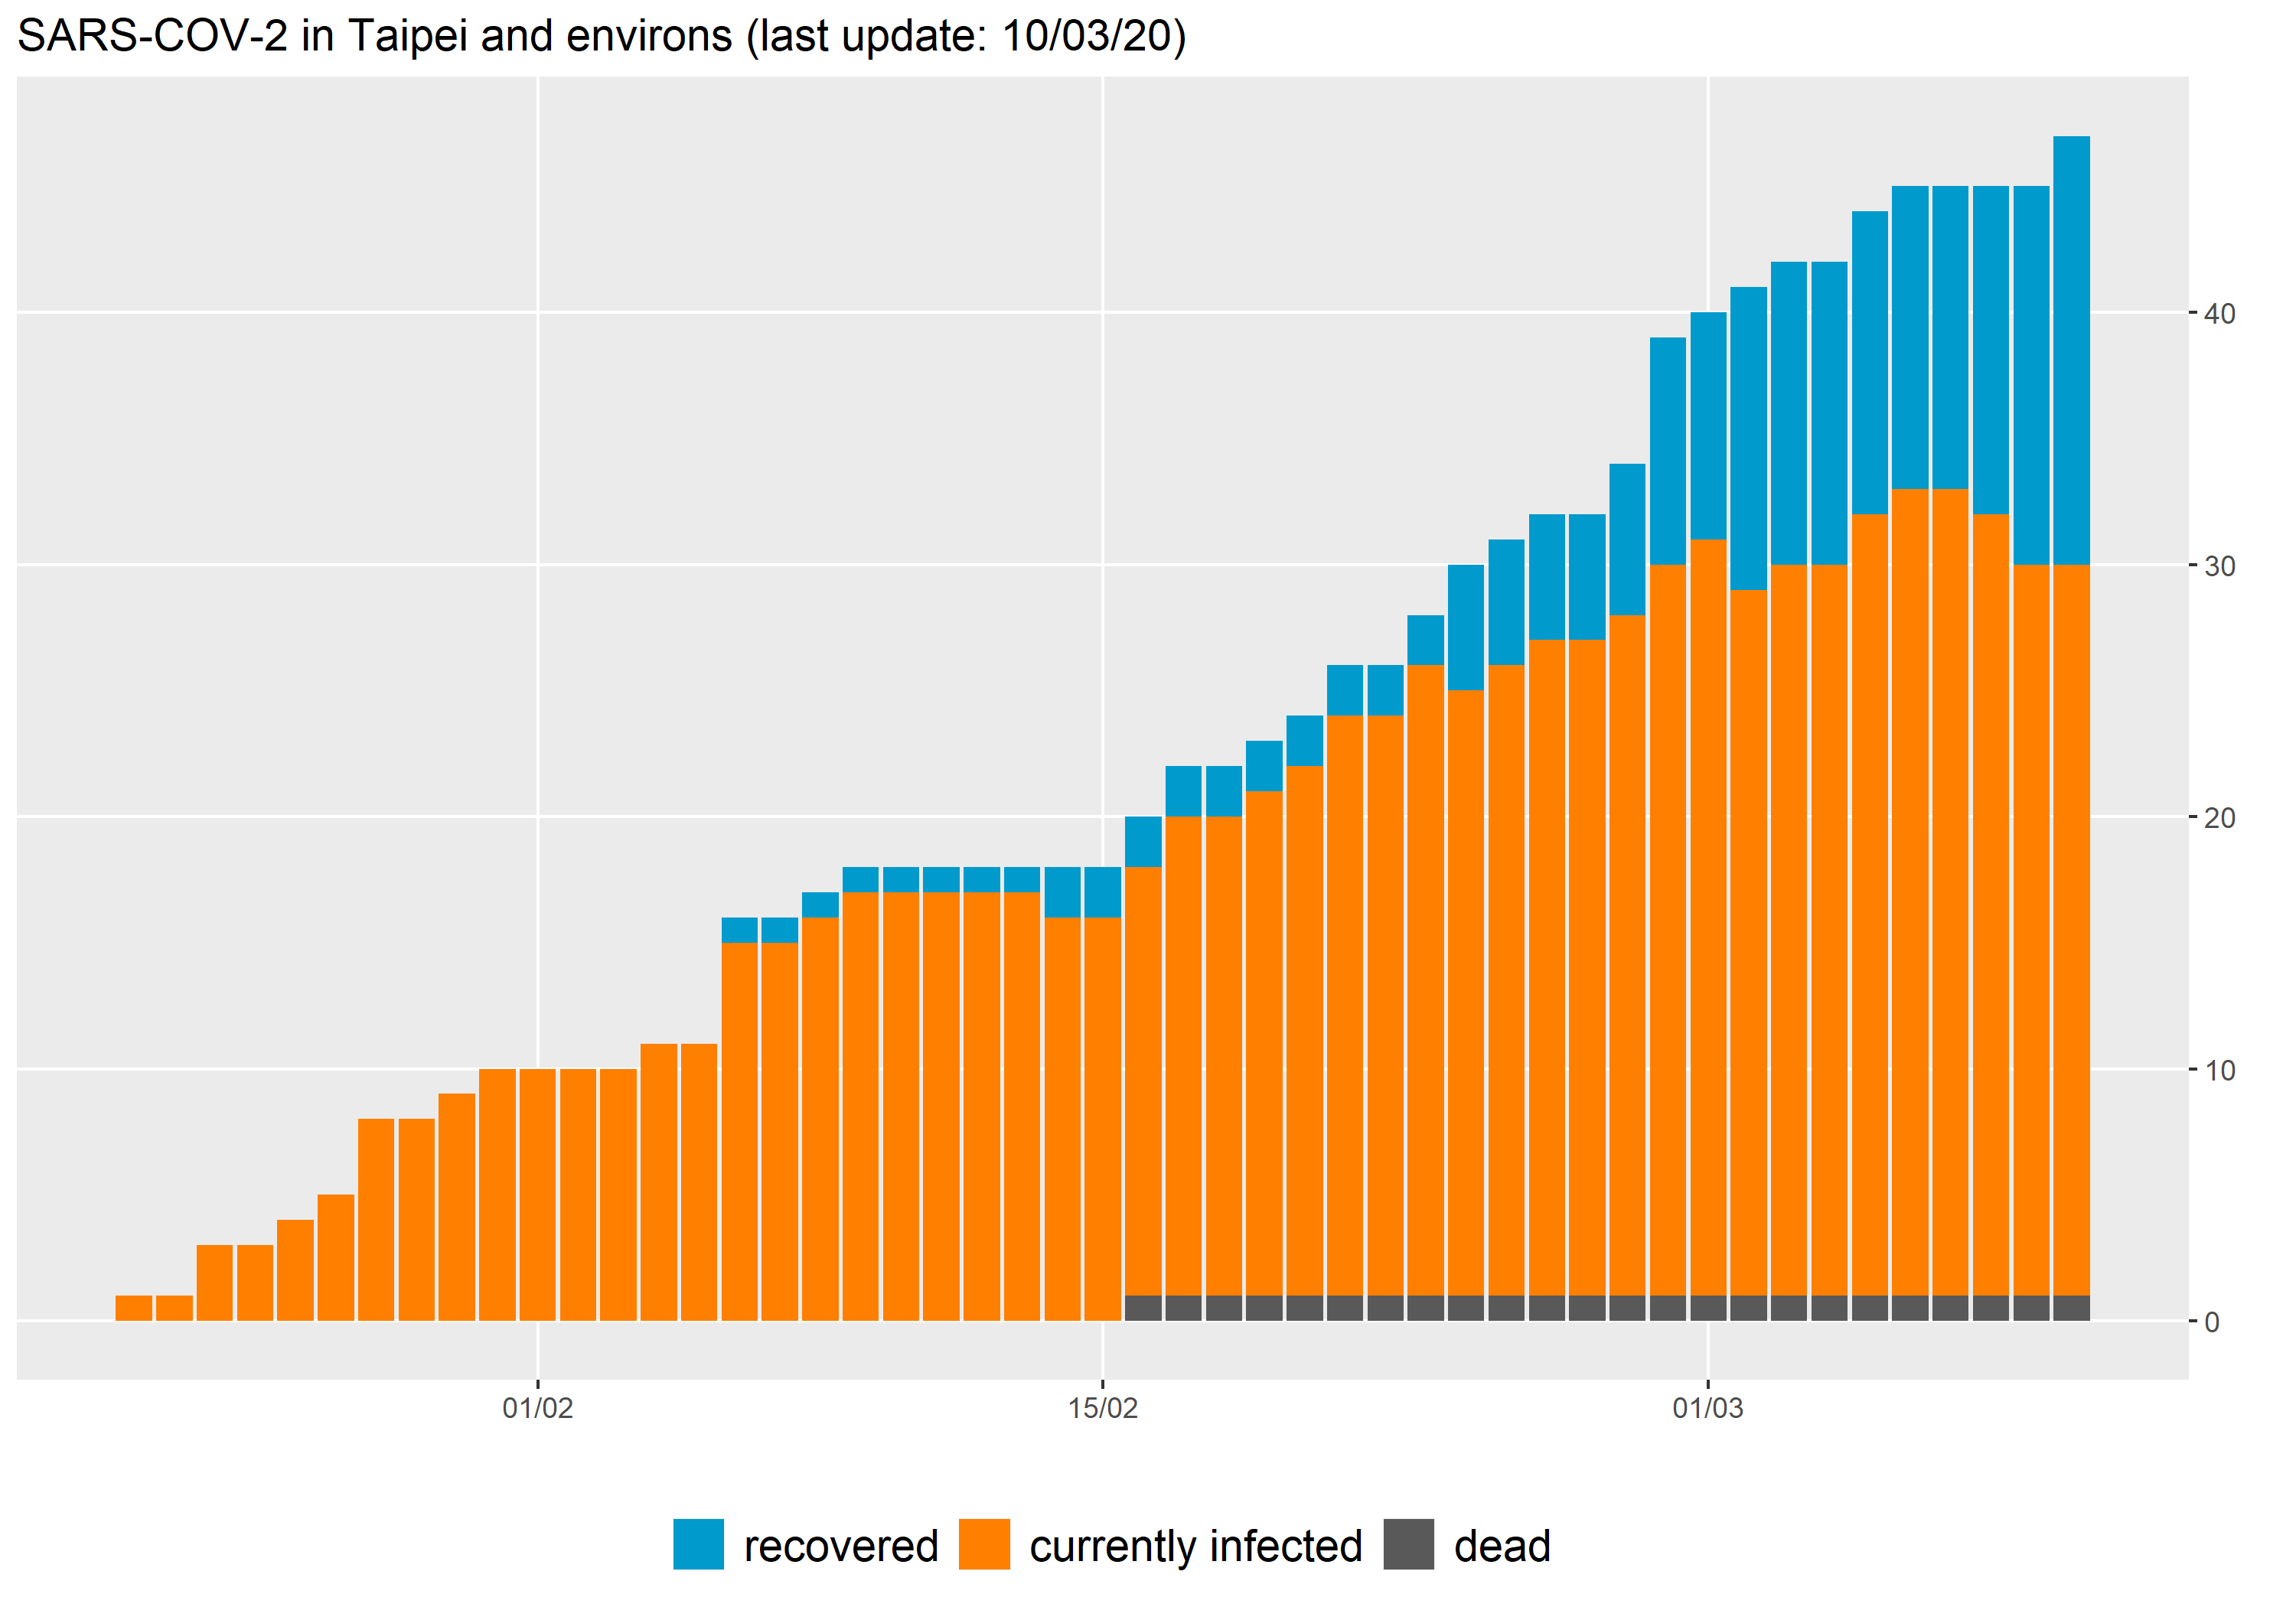 SARS-COV-2 in Taipei and environs (last update: 10/03/20)
40
30
20
10
0
01/02 15/02 01/03
recovered currently infected dead